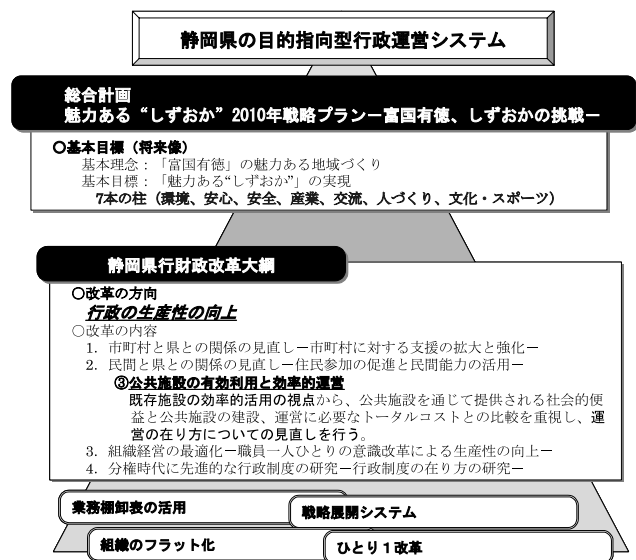 静岡県の目的指向型行政運営システム
総合計画
魅力ある“しずおか”2010年戦略プランー富国有徳、しずおかの挑戦ー
○基本目標（将来像）
基本理念：「富国有徳」の魅力ある地域づくり
基本目標：「魅力ある“しずおか”」の実現
7本の柱（環境、安心、安全、産業、交流、人づくり、文化・スポーツ）
静岡県行財政改革大綱
○改革の方向
行政の生産性の向上
○改革の内容
1．市町村と県との関係の見直しー市町村に対する支援の拡大と強化ー
2．民間と県との関係の見直しー住民参加の促進と民間能力の活用ー
③公共施設の有効利用と効率的運営
既存施設の効率的活用の視点から、公共施設を通じて提供される社会的便
益と公共施設の建設、運営に必要なトータルコストとの比較を重視し、運
営の在り方についての見直しを行う。
3．組織経営の最適化ー職員一人ひとりの意識改革による生産性の向上ー
4．分権時代に先進的な行政制度の研究ー行政制度の在り方の研究ー
業務棚卸表の活用
戦略展開システム
組織のフラット化
ひとり１改革